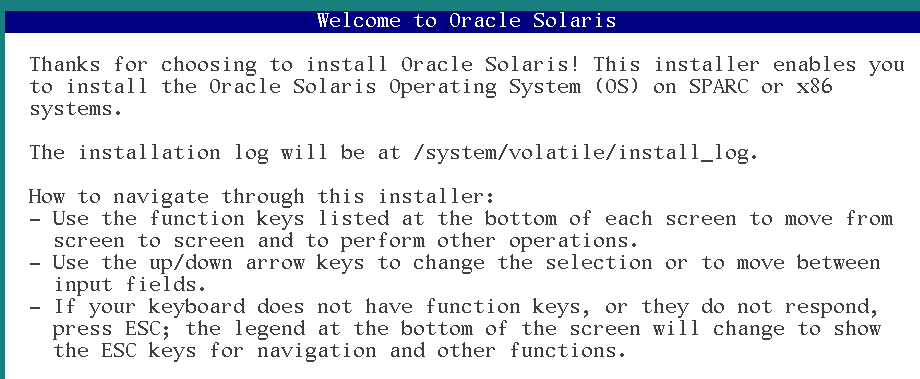 Welcome to Oracle Solaris
Thanks for choosing to install Oracle Solaris! This installer enables you
to install the Oracle Solaris Operating System (OS) on SPARC or x86
systems.
The installation log will be at /system/volatile/install_log.
How to navigate through this installer:
- Use the function keys listed at the bottom of each screen to move from
screen to screen and to perform other operations.
- Use the up/down arrow keys to change the selection or to move between
input fields.
- If your keyboard does not have function keys, or they do not respond,
press ESC; the legend at the bottom of the screen will change to show
the ESC keys for navigation and other functions.